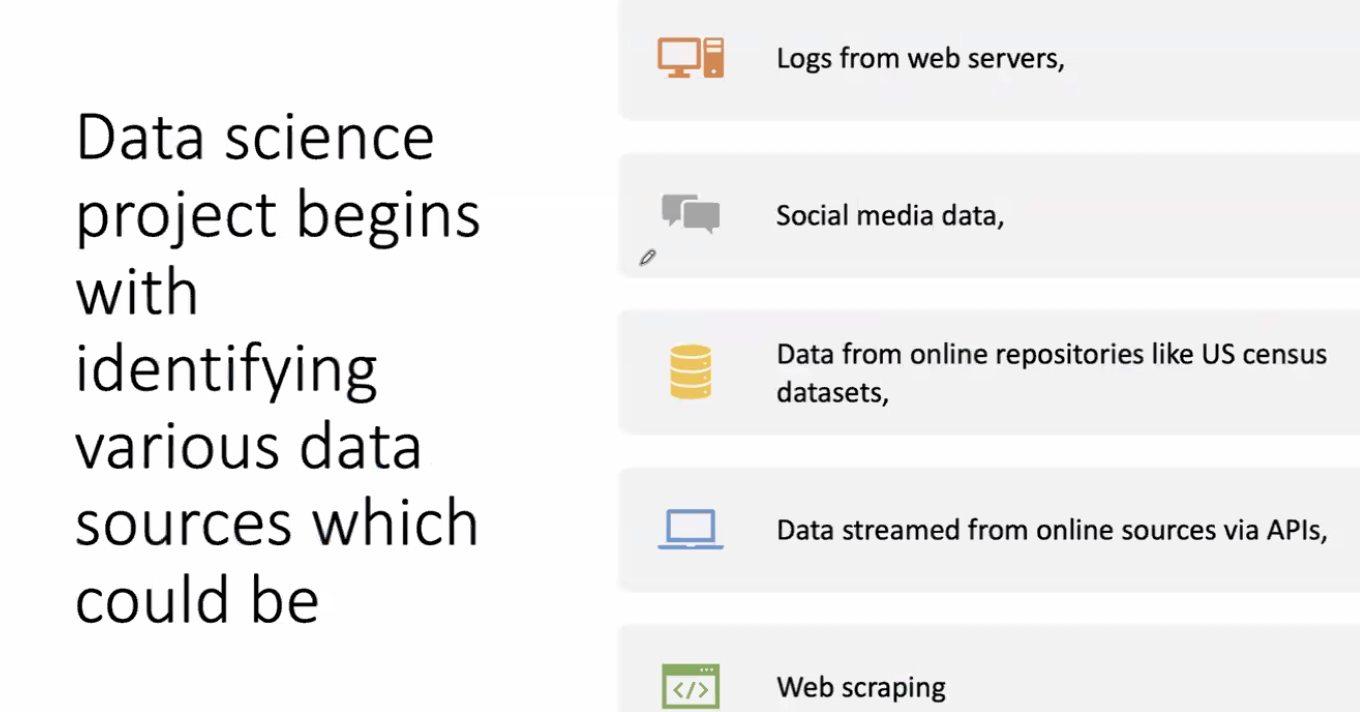 Data science
project begins
with
identifying
various data
sources which
could be
Logs from web servers,
Social media data,
Data from online repositories like US census
datasets,
Data streamed from online sources via APIs,
</>
Web scraping